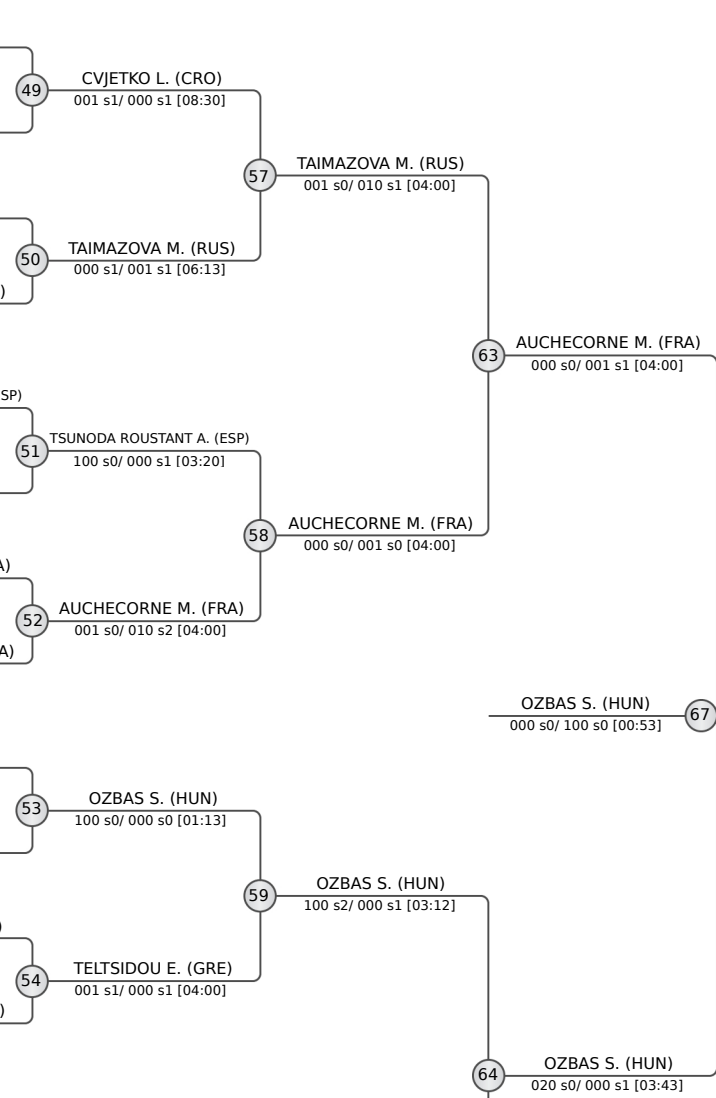 CVJETKO L. (CRO)
49
001 s1/ 000 s1 [08:30]
TAIMAZOVA M. (RUS)
57
001 s0/ 010 s1 [04:00]
TAIMAZOVA M. (RUS)
50
000 s1/ 001 s1 [06:13]
)
AUCHECORNE M. (FRA)
63
000 s0/ 001 s1 [04:00]
SP)
TSUNODA ROUSTANT A. (ESP)
51
100 s0/ 000 s1 [03:20]
AUCHECORNE M. (FRA)
58
000 s0/ 001 s0 [04:00]
A)
AUCHECORNE M. (FRA)
52
001 s0/ 010 s2 [04:00]
A)
OZBAS S. (HUN)
67
000 s0/ 100 s0 [00:53]
OZBAS S. (HUN)
53
100 s0/ 000 s0 [01:13]
OZBAS S. (HUN)
59
100 s2/ 000 s1 [03:12]
)
TELTSIDOU E. (GRE)
54
001 s1/ 000 s1 [04:00]
)
OZBAS S. (HUN)
64
020 s0/ 000 s1 [03:43]